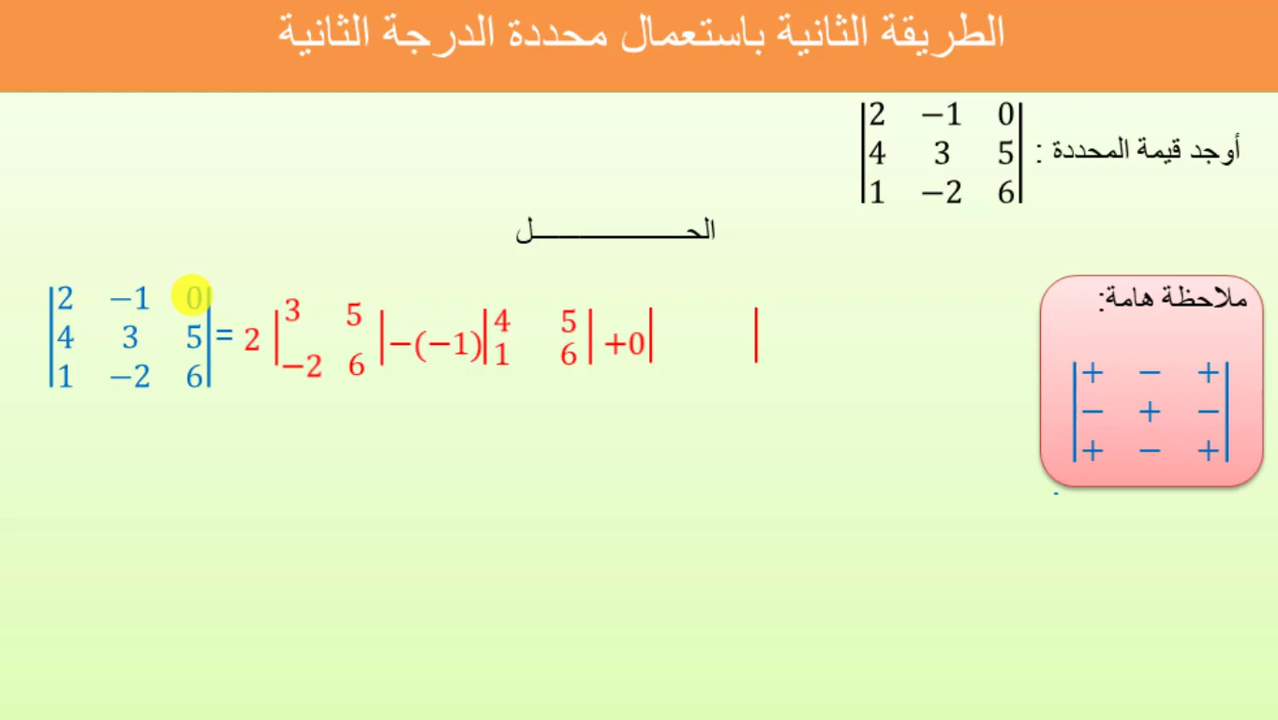 الطريقة الثانية باستعمال محددة الدرجة الثانية
أوجد قيمة المحددة :
|2 −1 0|
|4 3 5|
|1 −2 6|
الحـــــــــــــــــل
|2 −1 0|
|4 3 5| = 2 |3 5| −(−1) |4 5| +0 | |
|1 −2 6| |−2 6| |1 6|
ملاحظة هامة:
|+ − +|
|− + −|
|+ − +|
.